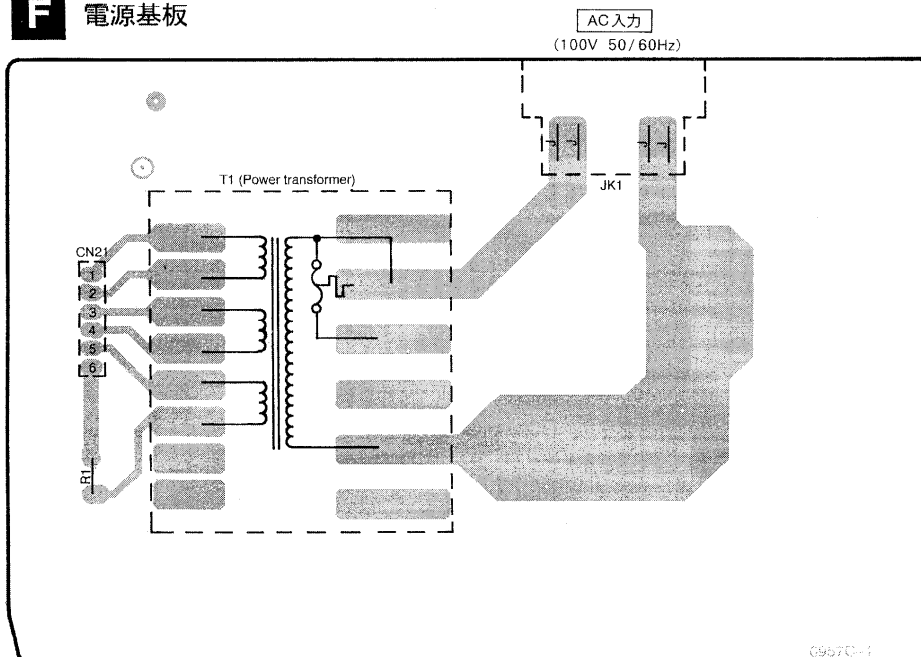 F 電源基板
AC入力
(100V 50/60Hz)
J J J J
JK1
T1 (Power transformer)
CN21
1
2
3
4
5
6
R1